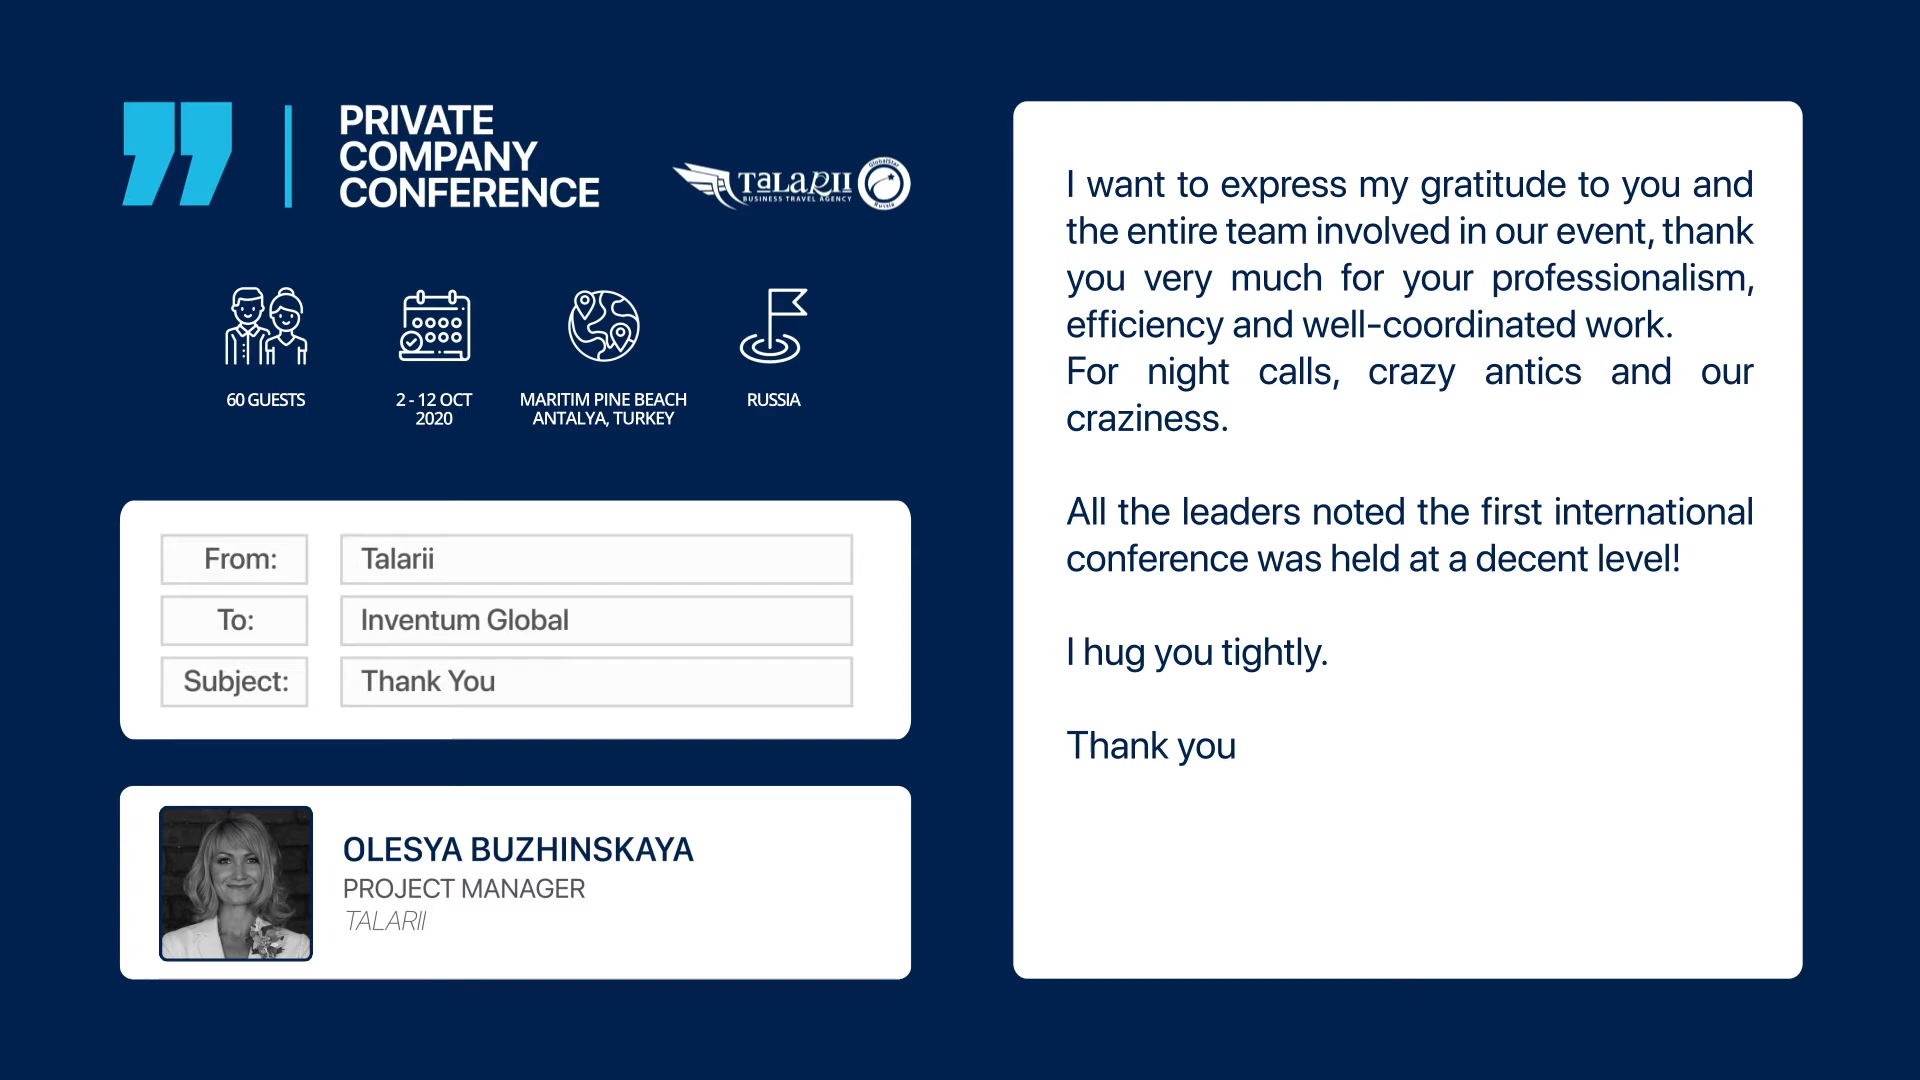 PRIVATE
COMPANY
CONFERENCE
TALARII
BUSINESS TRAVEL AGENCY
GlobalStar
Russia
60 GUESTS
2 - 12 OCT
2020
MARITIM PINE BEACH
ANTALYA, TURKEY
RUSSIA
From: Talarii
To: Inventum Global
Subject: Thank You
OLESYA BUZHINSKAYA
PROJECT MANAGER
TALARII
I want to express my gratitude to you and
the entire team involved in our event, thank
you very much for your professionalism,
efficiency and well-coordinated work.
For night calls, crazy antics and our
craziness.
All the leaders noted the first international
conference was held at a decent level!
I hug you tightly.
Thank you